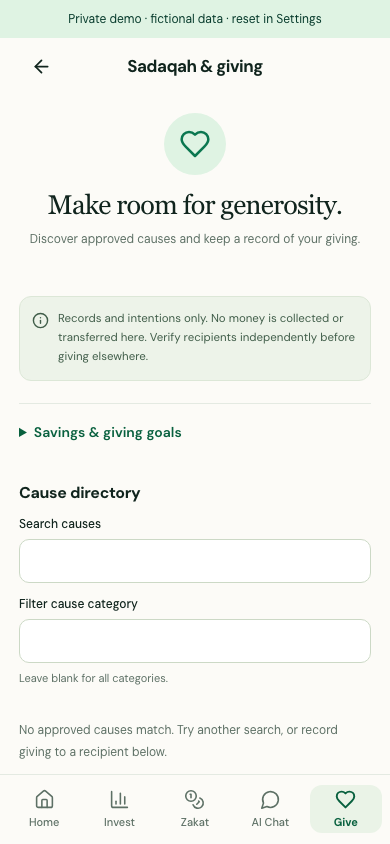 Private demo · fictional data · reset in Settings
Sadaqah & giving
Make room for generosity.
Discover approved causes and keep a record of your giving.
Records and intentions only. No money is collected or
transferred here. Verify recipients independently before
giving elsewhere.
Savings & giving goals
Cause directory
Search causes
Filter cause category
Leave blank for all categories.
No approved causes match. Try another search, or record
giving to a recipient below.
Home Invest Zakat AI Chat Give